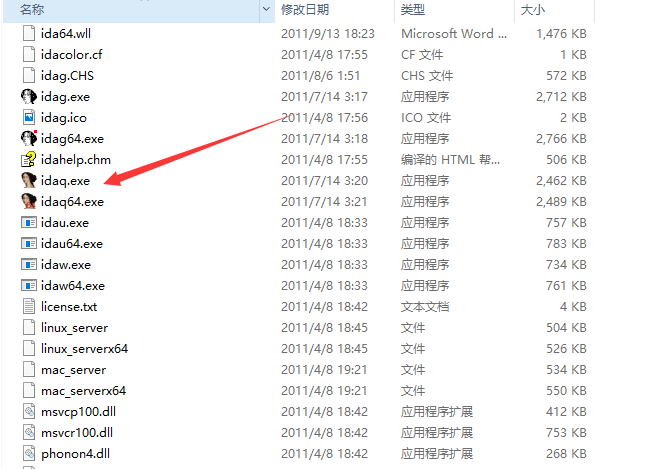 名称 修改日期 类型 大小
ida64.wll 2011/9/13 18:23 Microsoft Word ... 1,476 KB
idacolor.cf 2011/4/8 17:55 CF 文件 1 KB
idag.CHS 2011/8/6 1:51 CHS 文件 572 KB
idag.exe 2011/7/14 3:17 应用程序 2,712 KB
idag.ico 2011/4/8 17:56 ICO 文件 2 KB
idag64.exe 2011/7/14 3:18 应用程序 2,766 KB
idahelp.chm 2011/4/8 17:55 编译的 HTML 帮... 506 KB
idaq.exe 2011/7/14 3:20 应用程序 2,462 KB
idaq64.exe 2011/7/14 3:21 应用程序 2,489 KB
idau.exe 2011/4/8 18:33 应用程序 757 KB
idau64.exe 2011/4/8 18:33 应用程序 783 KB
idaw.exe 2011/4/8 18:33 应用程序 734 KB
idaw64.exe 2011/4/8 18:33 应用程序 761 KB
license.txt 2011/4/8 18:42 文本文档 4 KB
linux_server 2011/4/8 18:45 文件 504 KB
linux_serverx64 2011/4/8 18:45 文件 526 KB
mac_server 2011/4/8 19:21 文件 534 KB
mac_serverx64 2011/4/8 19:21 文件 550 KB
msvcp100.dll 2011/4/8 18:42 应用程序扩展 412 KB
msvcr100.dll 2011/4/8 18:42 应用程序扩展 753 KB
phonon4.dll 2011/4/8 18:42 应用程序扩展 268 KB